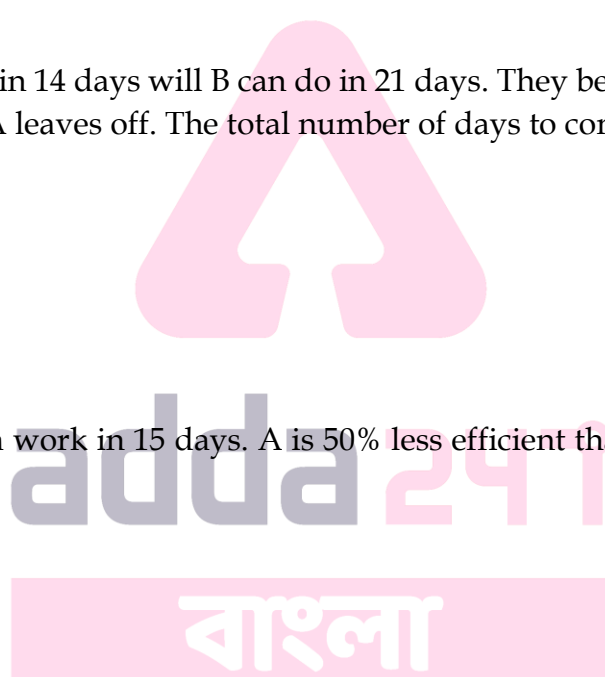 in 14 days will B can do in 21 days. They be
A leaves off. The total number of days to co
work in 15 days. A is 50% less efficient th
adda 247
বাংলা